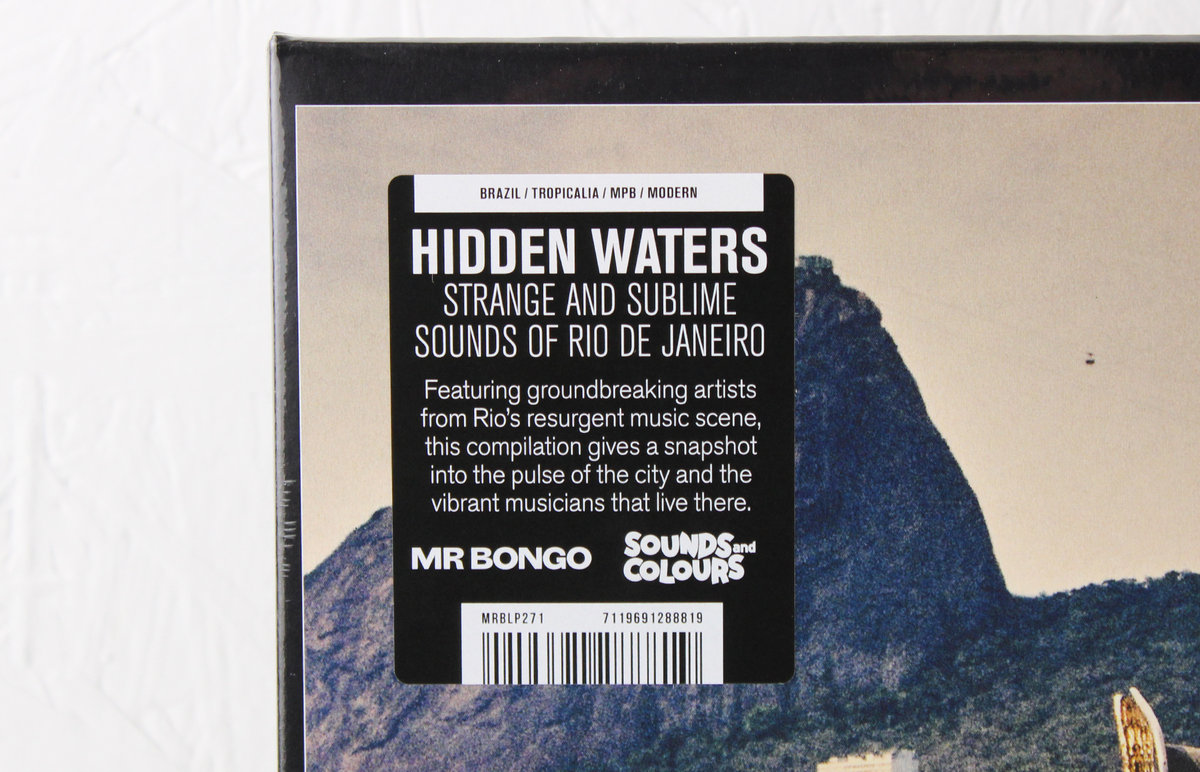 BRAZIL / TROPICALIA / MPB / MODERN
HIDDEN WATERS
STRANGE AND SUBLIME
SOUNDS OF RIO DE JANEIRO
Featuring groundbreaking artists
from Rio's resurgent music scene,
this compilation gives a snapshot
into the pulse of the city and the
vibrant musicians that live there.
MR BONGO
SOUNDS and
COLOURS
MRBLP271 7119691288819